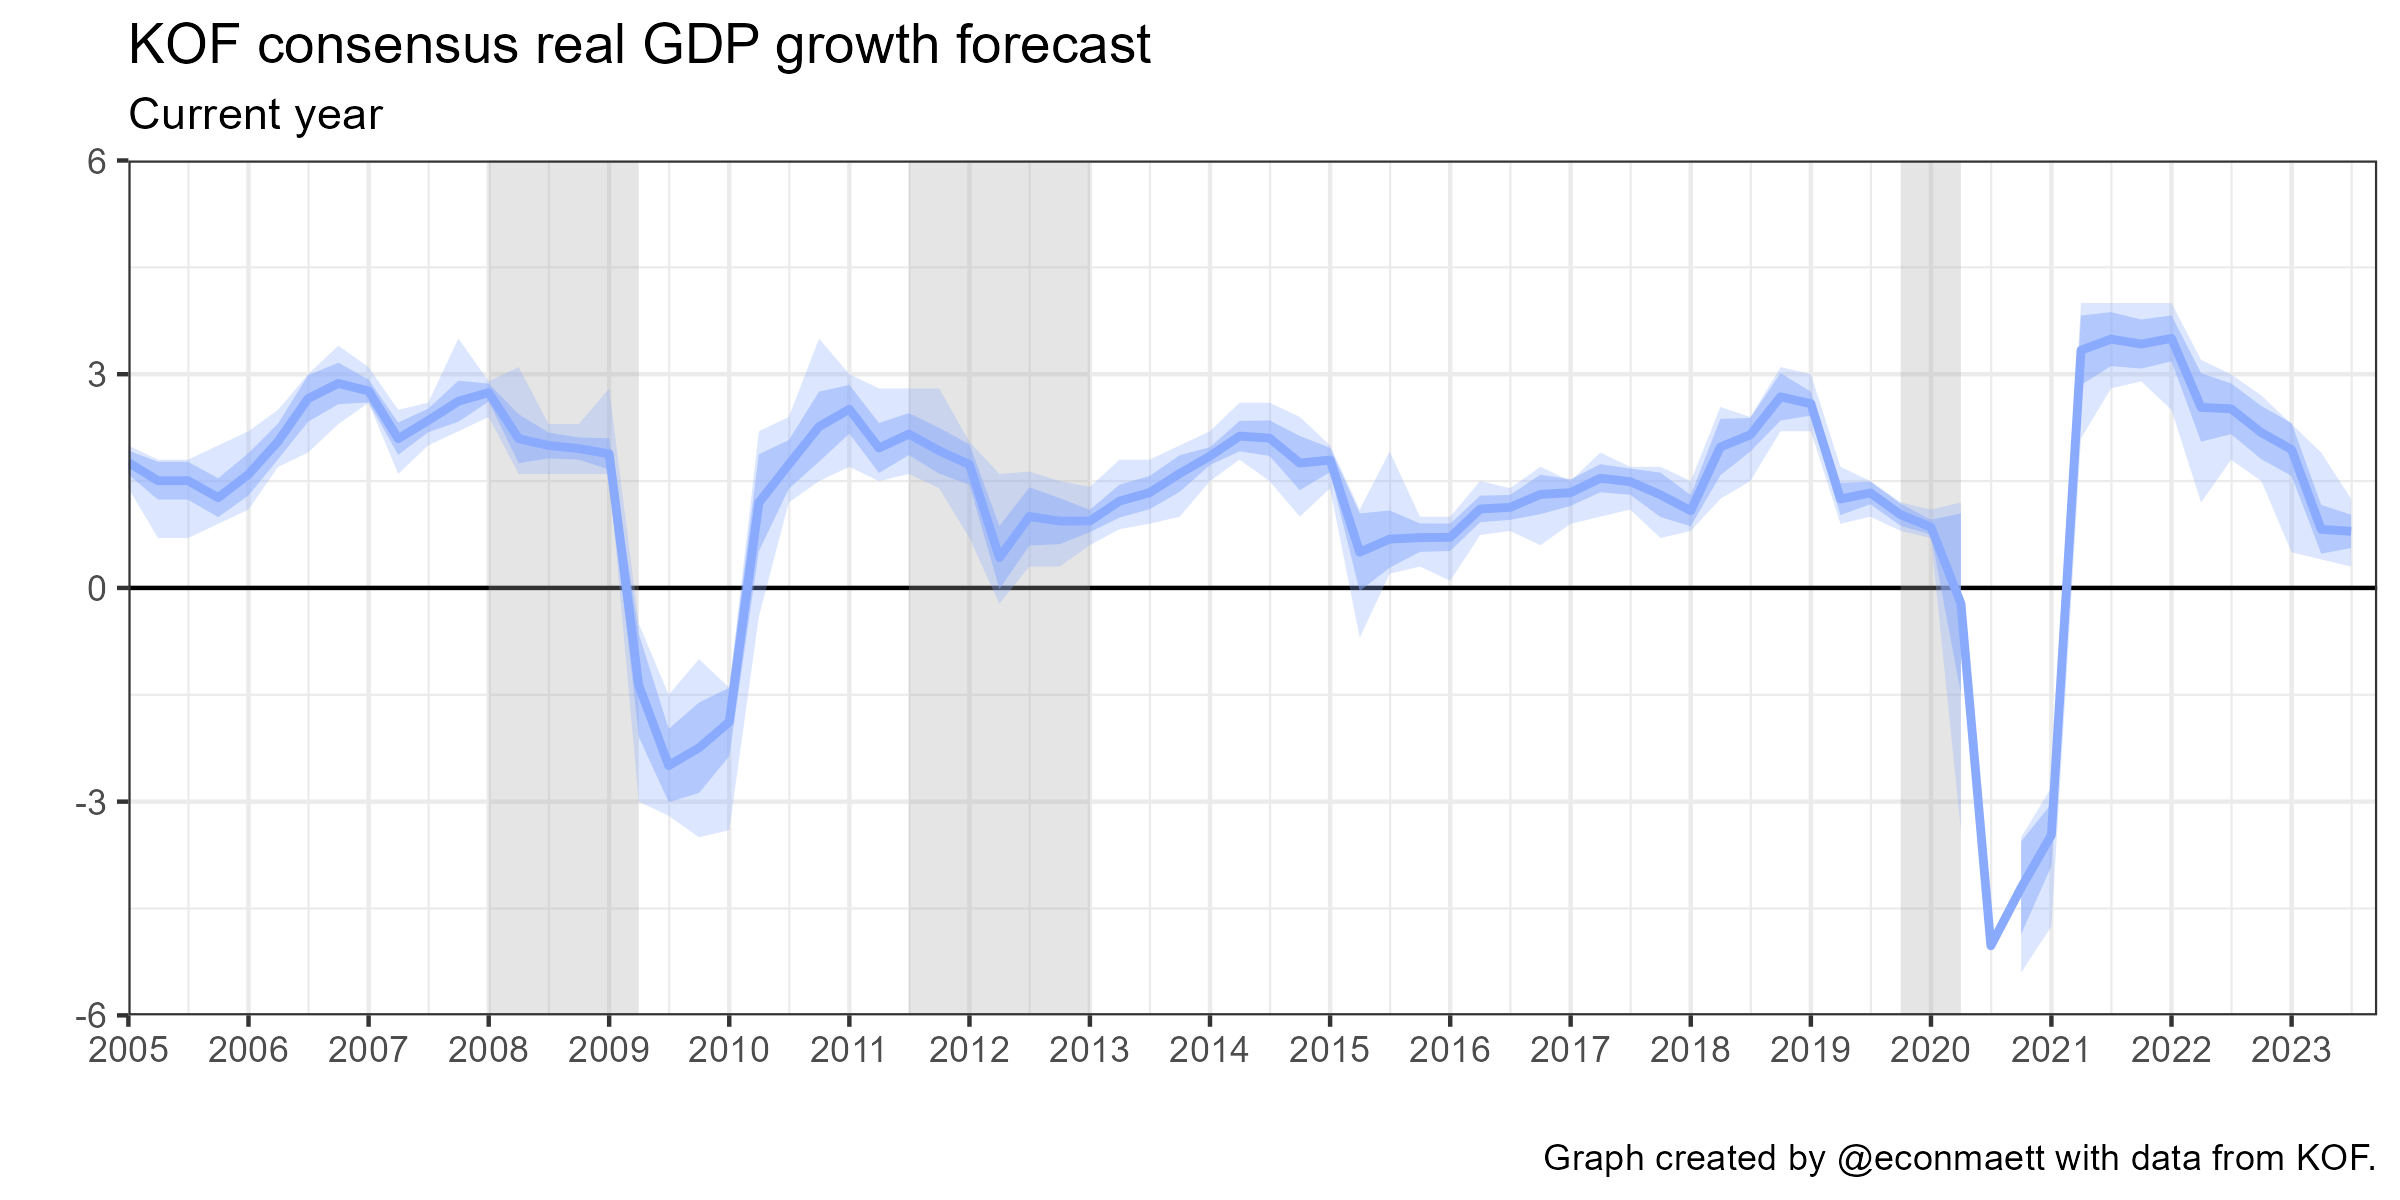 KOF consensus real GDP growth forecast
Current year
6
3
0
-3
-6
2005 2006 2007 2008 2009 2010 2011 2012 2013 2014 2015 2016 2017 2018 2019 2020 2021 2022 2023
Graph created by @econmaett with data from KOF.